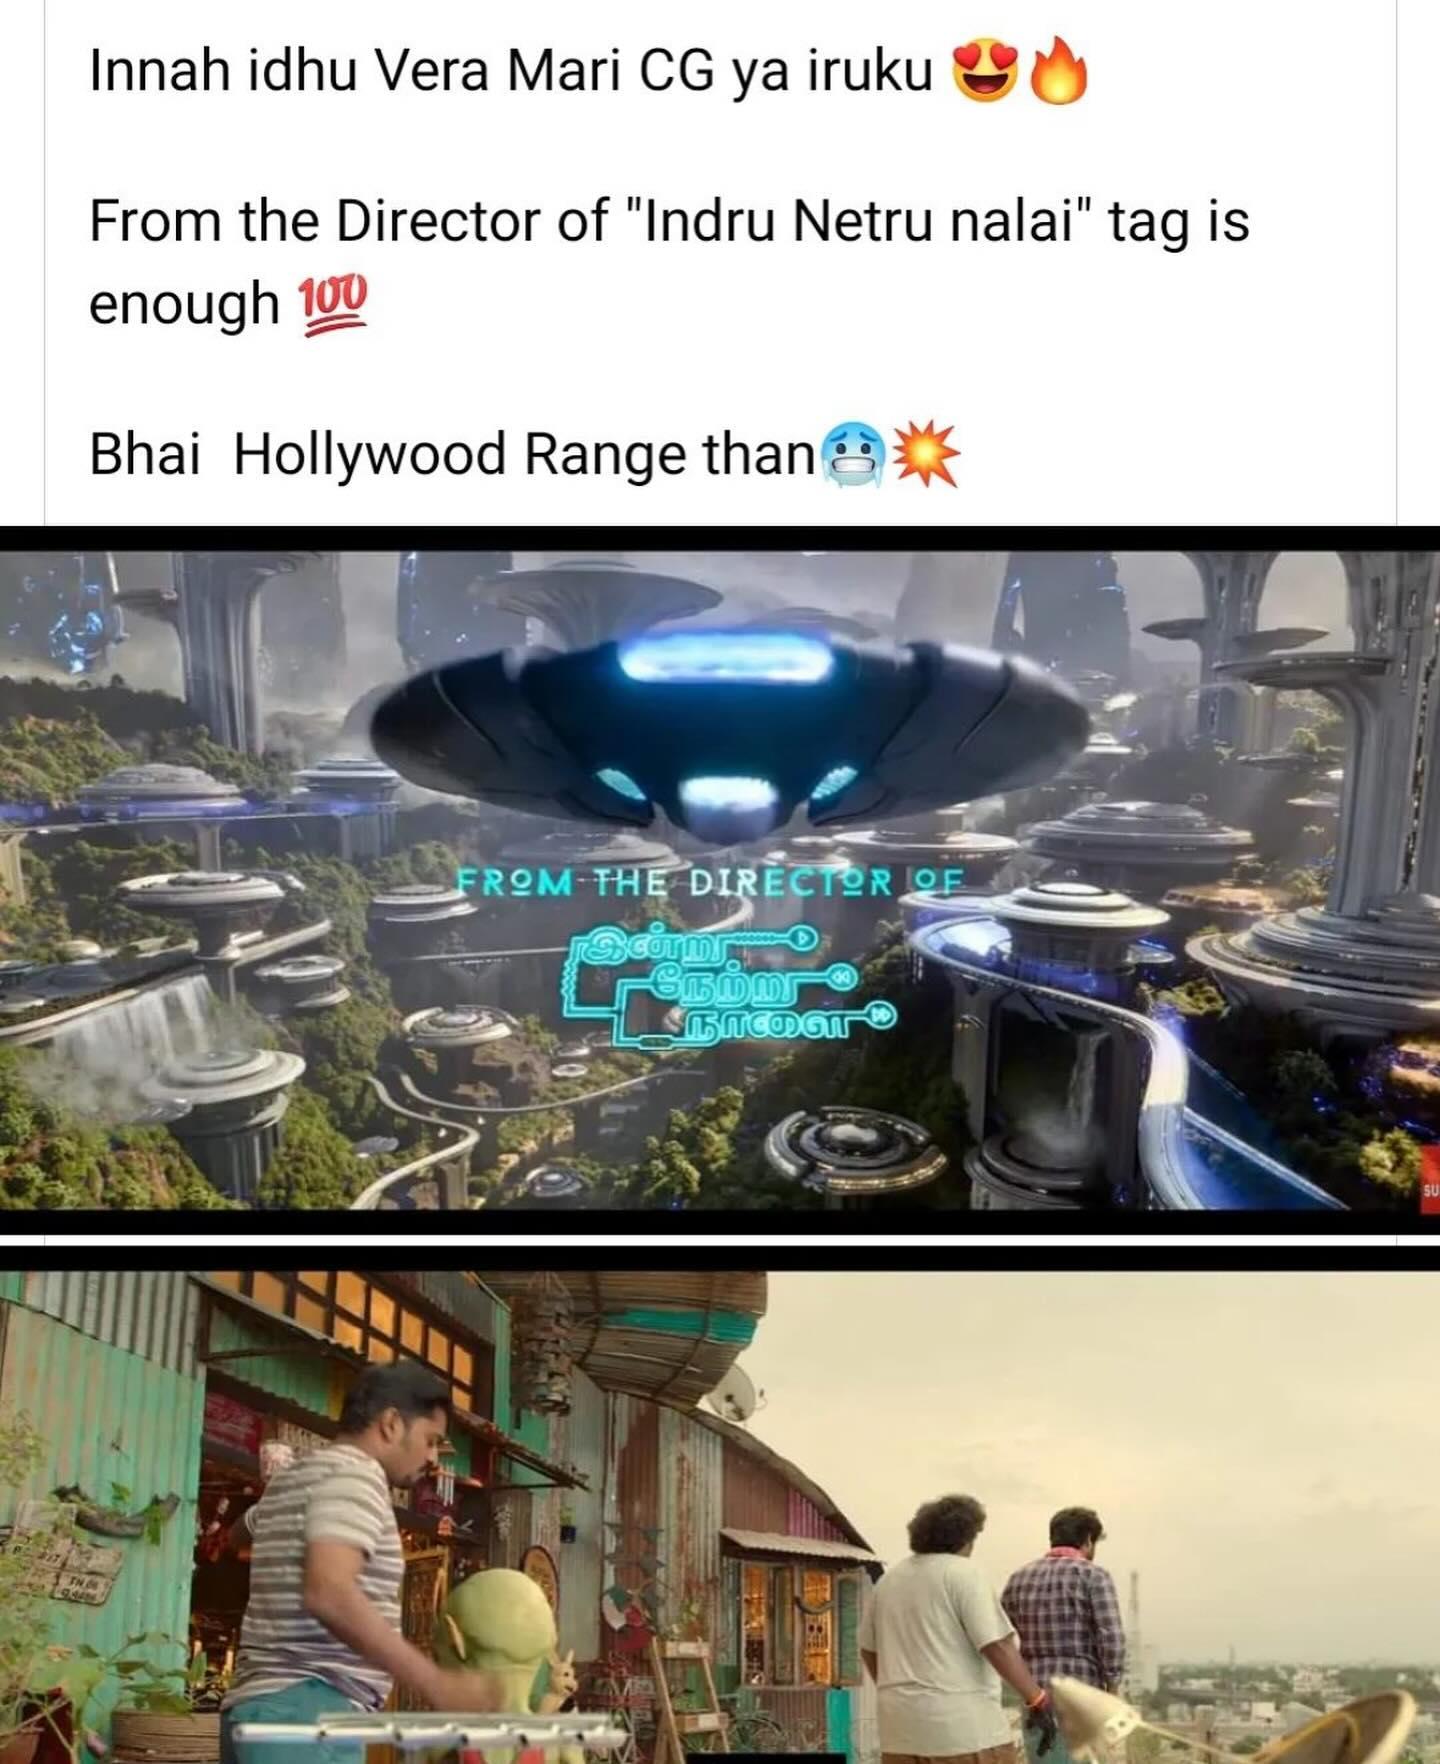 Innah idhu Vera Mari CG ya iruku 😍🔥
From the Director of "Indru Netru nalai" tag is
enough 💯
Bhai  Hollywood Range than🥶💥
FROM THE DIRECTOR OF
இன்று
நேற்று
நாளை
SU